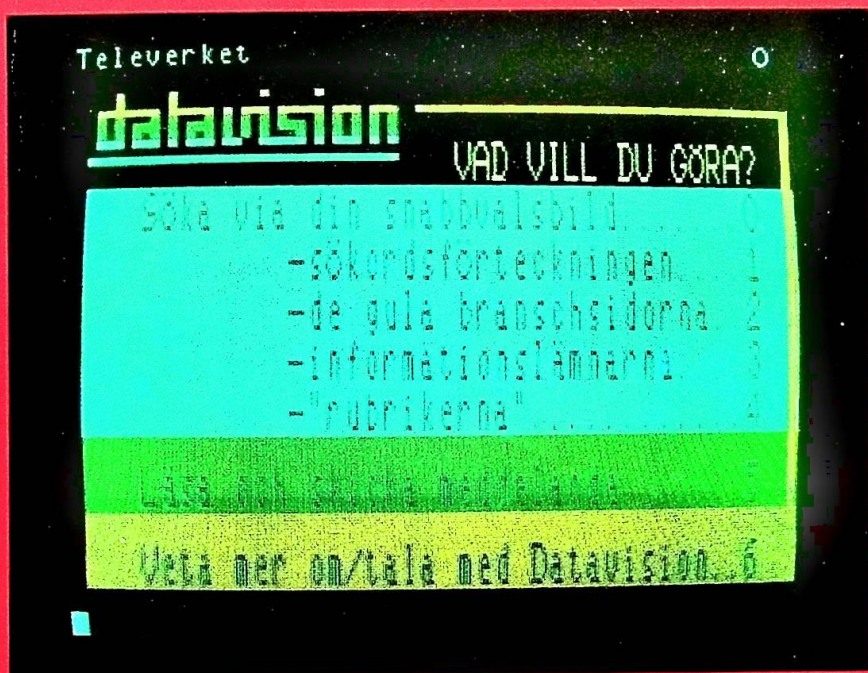 Televerket 0
datavision
VAD VILL DU GÖRA?
Söka via din snabbvalsbild........0
-sökordsförteckningen...1
-de gula branschsidorna.2
-informationslämnarna...3
-"rubrikerna"...........4
Läsa och skicka meddelande 5
Veta mer om/tala med Datavision..6